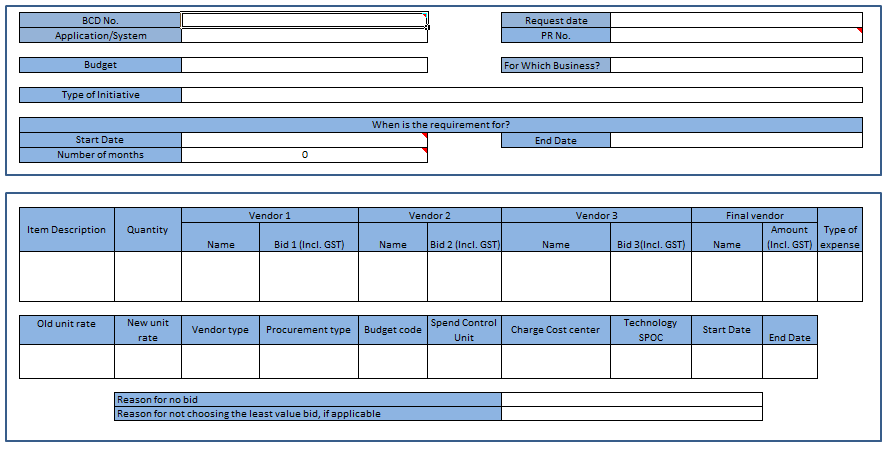 BCD No. Request date
Application/System PR No.
Budget For Which Business?
Type of Initiative
When is the requirement for?
Start Date End Date
Number of months 0
Vendor 1 Vendor 2 Vendor 3 Final vendor
Item Description Quantity Name Bid 1 (Incl. GST) Name Bid 2 (Incl. GST) Name Bid 3(Incl. GST) Name Amount (Incl. GST) Type of expense
Old unit rate New unit rate Vendor type Procurement type Budget code Spend Control Unit Charge Cost center Technology SPOC Start Date End Date
Reason for no bid
Reason for not choosing the least value bid, if applicable